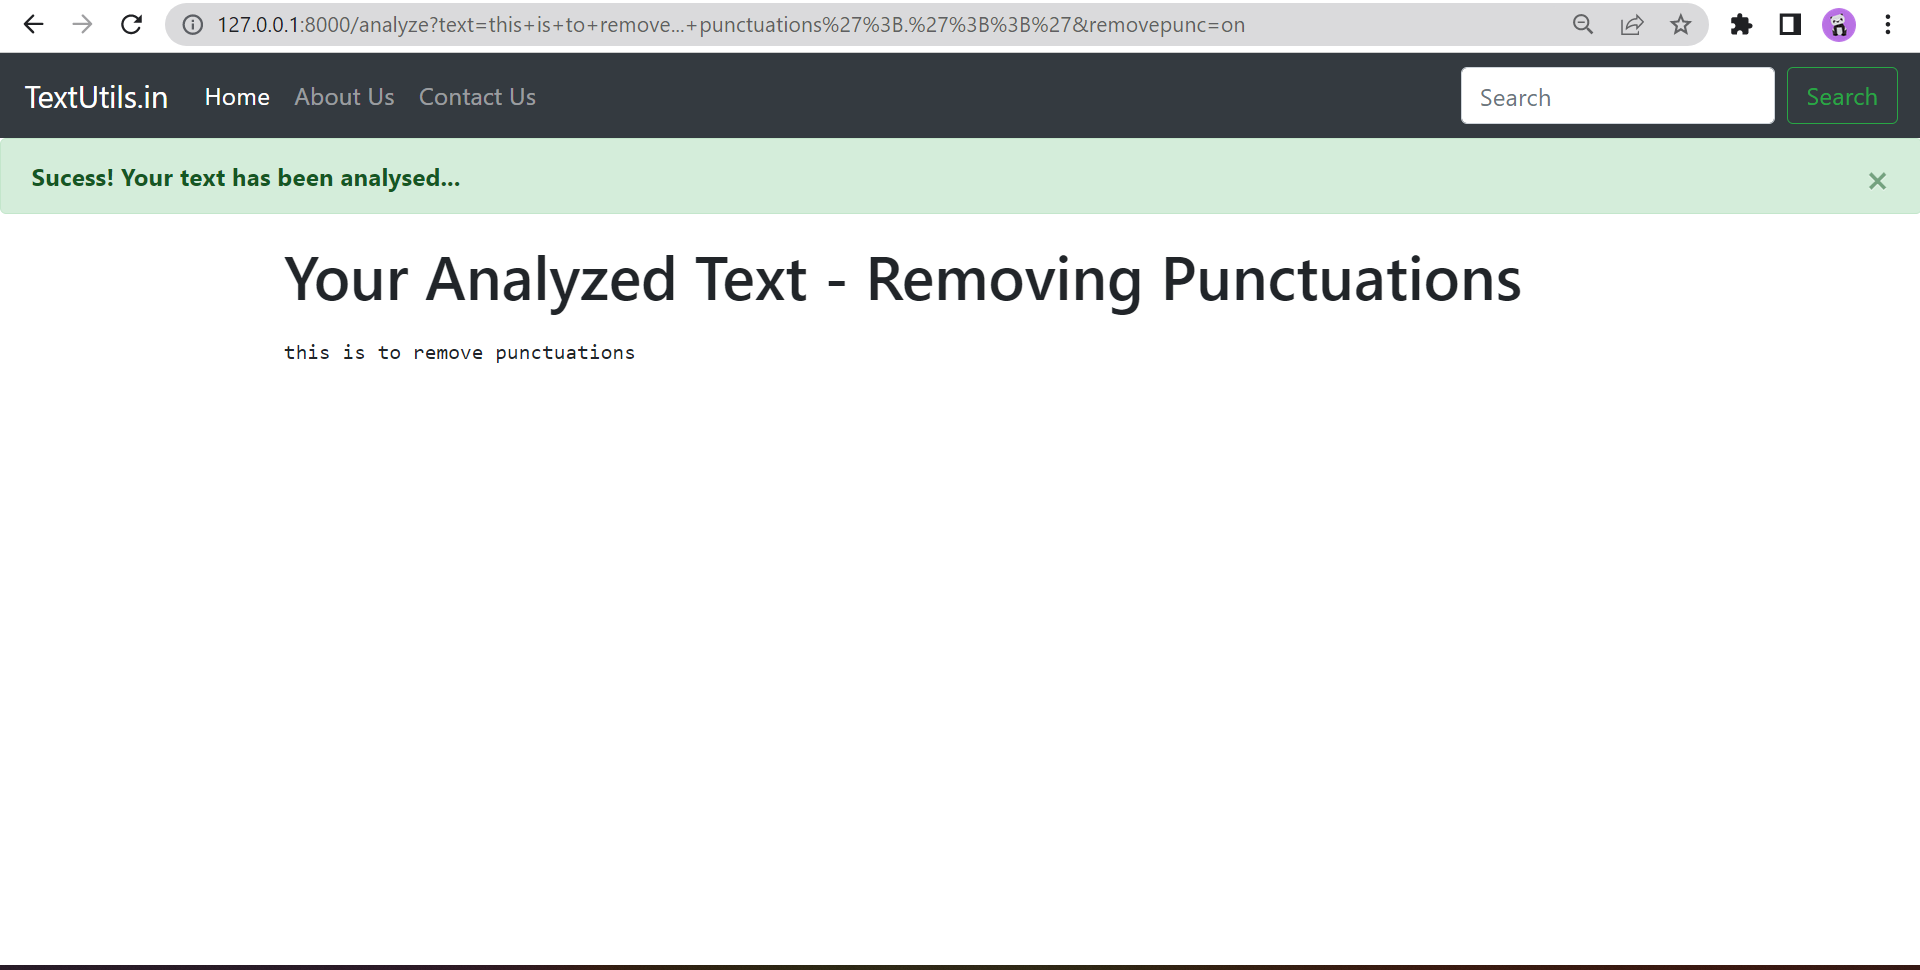 127.0.0.1:8000/analyze?text=this+is+to+remove...+punctuations%27%3B.%27%3B%3B%27&removepunc=on
TextUtils.in Home About Us Contact Us Search Search
Sucess! Your text has been analysed... ×
Your Analyzed Text - Removing Punctuations
this is to remove punctuations